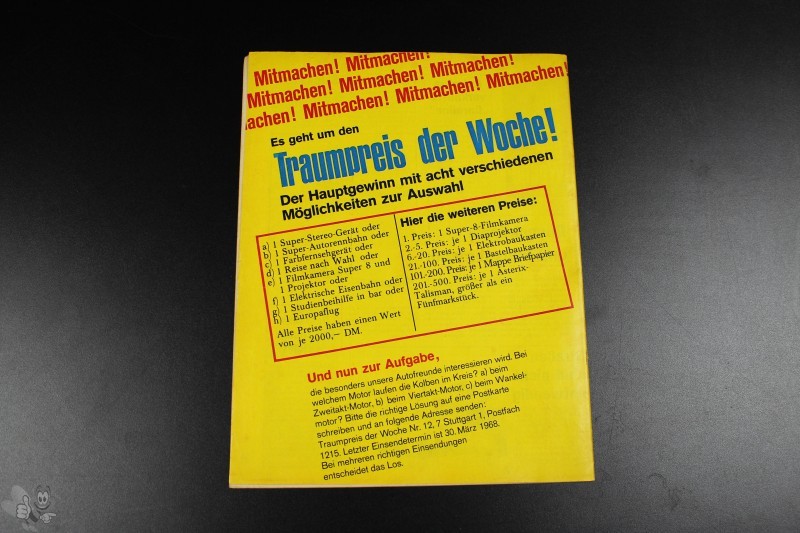 Mitmachen! Mitmachen!
Mitmachen! Mitmachen! Mitmachen!
machen! Mitmachen! Mitmachen! Mitmachen!
Es geht um den
Traumpreis der Woche!
Der Hauptgewinn mit acht verschiedenen
Möglichkeiten zur Auswahl
a) 1 Super-Stereo-Gerät oder
b) 1 Super-Autorennbahn oder
c) 1 Farbfernsehgerät oder
d) 1 Reise nach Wahl oder
e) 1 Filmkamera Super 8 und
1 Projektor oder
f) 1 Elektrische Eisenbahn oder
g) 1 Studienbeihilfe in bar oder
h) 1 Europaflug
Alle Preise haben einen Wert
von je 2000,– DM.
Hier die weiteren Preise:
1. Preis: 1 Super-8-Filmkamera
2.-5. Preis: je 1 Diaprojektor
6.-20. Preis: je 1 Elektrobaukasten
21.-100. Preis: je 1 Bastelbaukasten
101.-200. Preis: je 1 Mappe Briefpapier
201.-500. Preis: je 1 Asterix-
Talisman, größer als ein
Fünfmarkstück.
Und nun zur Aufgabe,
die besonders unsere Autofreunde interessieren wird. Bei
welchem Motor laufen die Kolben im Kreis? a) beim
Zweitakt-Motor, b) beim Viertakt-Motor, c) beim Wankel-
motor? Bitte die richtige Lösung auf eine Postkarte
schreiben und an folgende Adresse senden:
Traumpreis der Woche Nr. 12, 7 Stuttgart 1, Postfach
1215. Letzter Einsendetermin ist 30. März 1968.
Bei mehreren richtigen Einsendungen
entscheidet das Los.